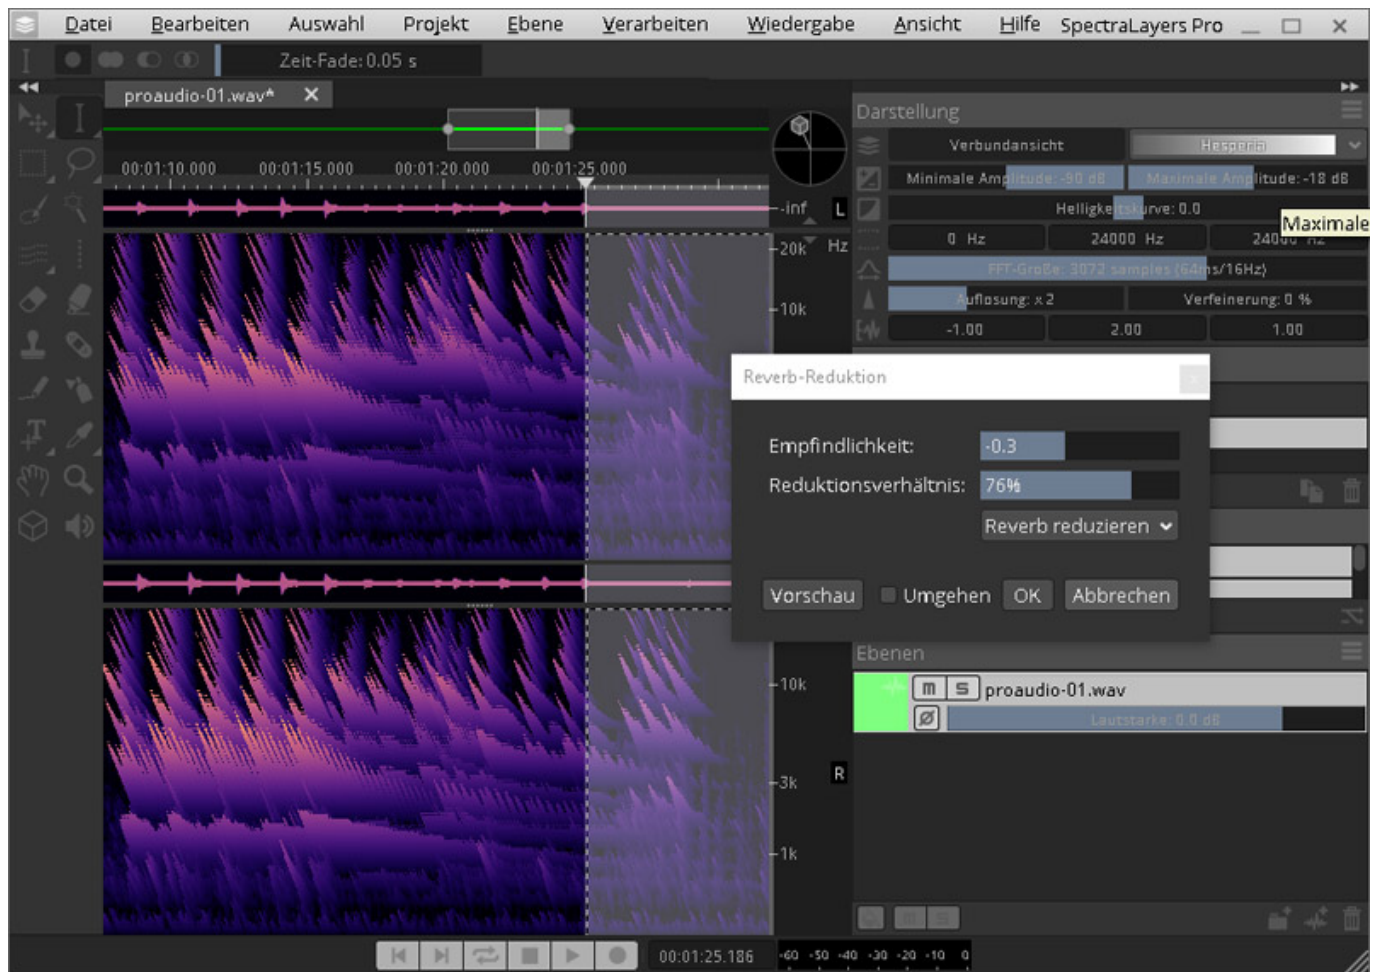 Datei Bearbeiten Auswahl Projekt Ebene Verarbeiten Wiedergabe Ansicht Hilfe SpectraLayers Pro
Zeit-Fade: 0.05 s
proaudio-01.wav*
00:01:10.000 00:01:15.000 00:01:20.000 00:01:25.000
-inf L
20k Hz
10k
10k
3k R
1k
Darstellung
Verbundansicht Hesperia
Minimale Amplitude: -90 dB Maximale Amplitude: -18 dB
Helligkeitskurve: 0.0
Maximale
0 Hz 24000 Hz 24000 Hz
FFT-Größe: 3072 samples (64ms/16Hz)
Auflösung: x 2 Verfeinerung: 0 %
-1.00 2.00 1.00
Reverb-Reduktion
Empfindlichkeit: -0.3
Reduktionsverhältnis: 76%
Reverb reduzieren
Vorschau Umgehen OK Abbrechen
Ebenen
m S proaudio-01.wav
Lautstärke: 0.0 dB
m S
00:01:25.186 -60 -50 -40 -30 -20 -10 0